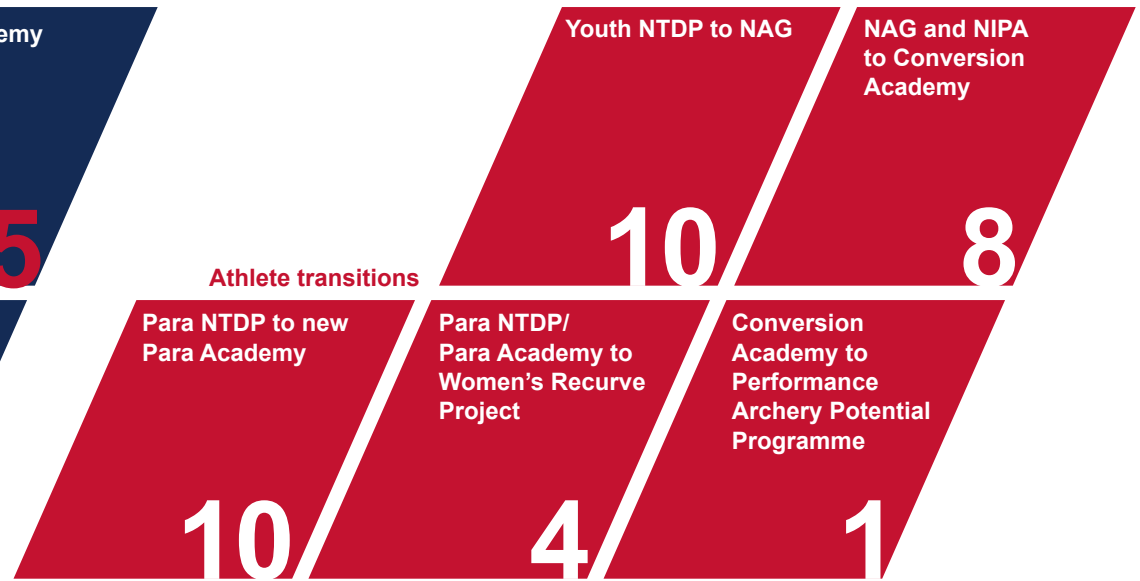 Youth NTDP to NAG
10
NAG and NIPA
to Conversion
Academy
8
5
Athlete transitions
Para NTDP to new
Para Academy
10
Para NTDP/
Para Academy to
Women’s Recurve
Project
4
Conversion
Academy to
Performance
Archery Potential
Programme
1